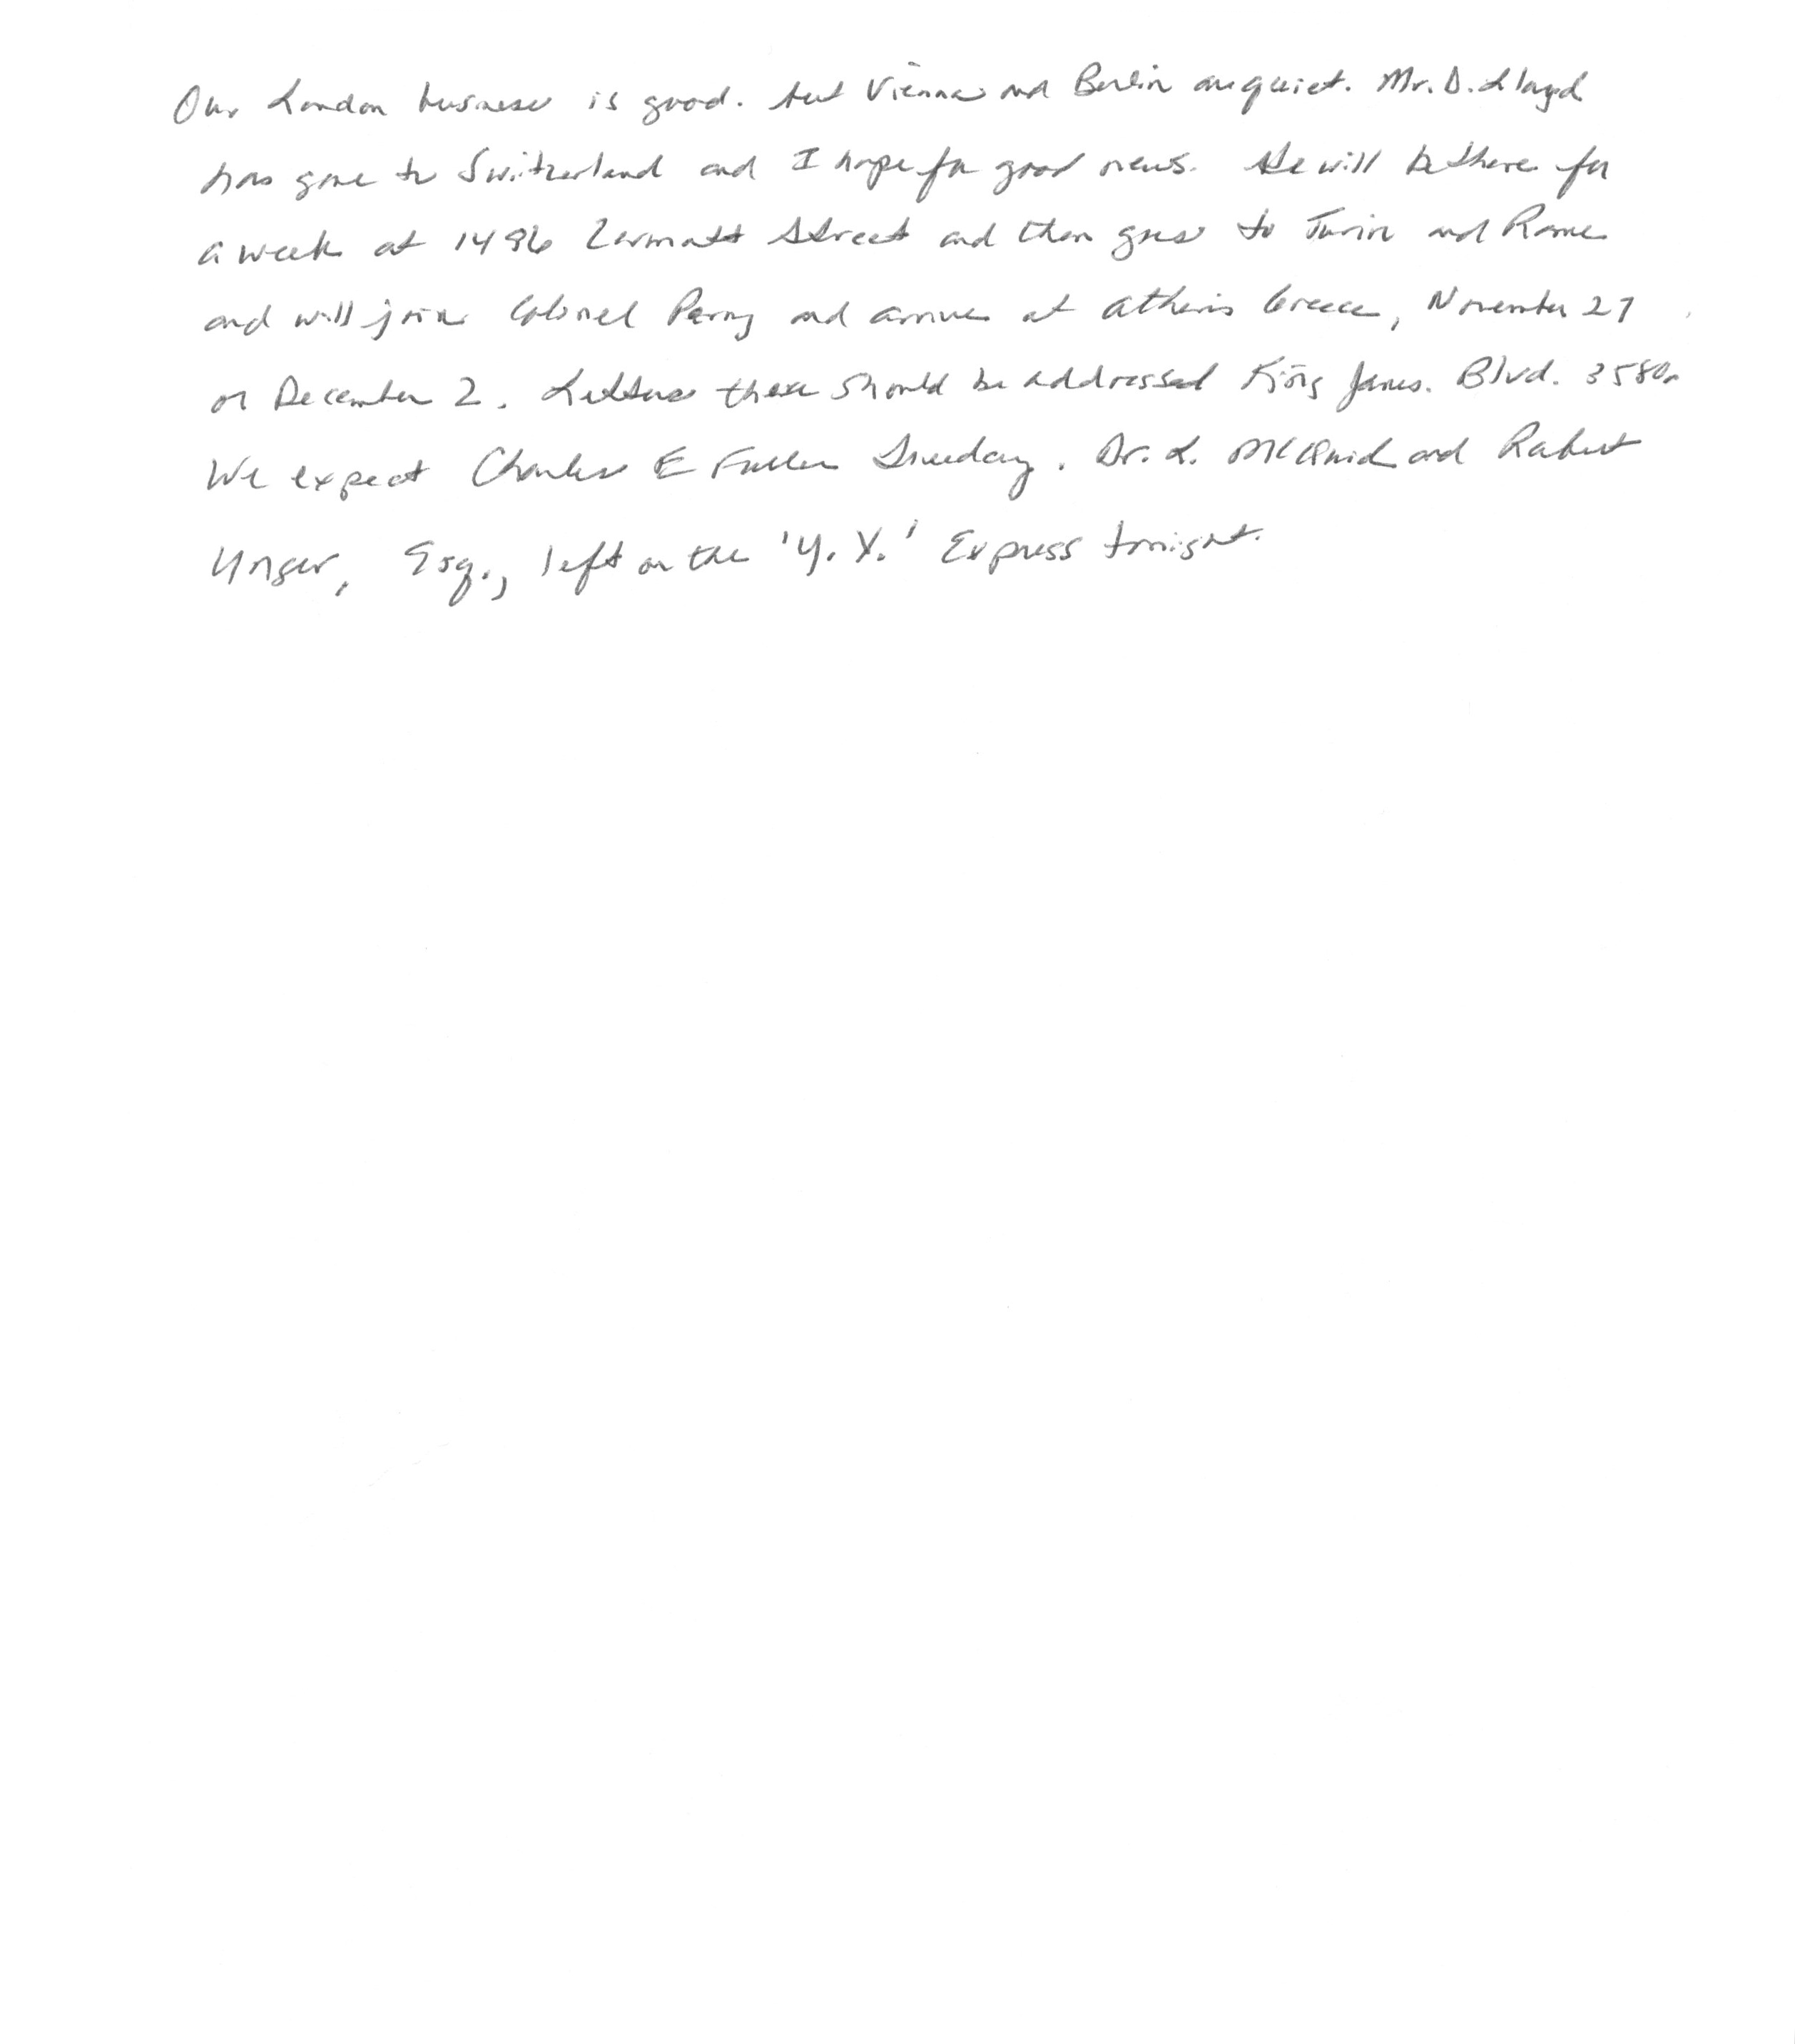 Our London business is good. but Vienna and Berlin are quiet. Mr. D. Lloyd
has gone to Switzerland and I hope for good news. He will be there for
a week at 1496 Zermatt Street and then goes to Turin and Rome
and will join Colonel Parry and arrive at Athens Greece, November 27
or December 2. Letters there should be addressed King James. Blvd. 3580.
We expect Charles E Fuller Tuesday. Dr. L. McQuaid and Robert
Unger, Esq., left on the 'Y. X.' Express tonight.